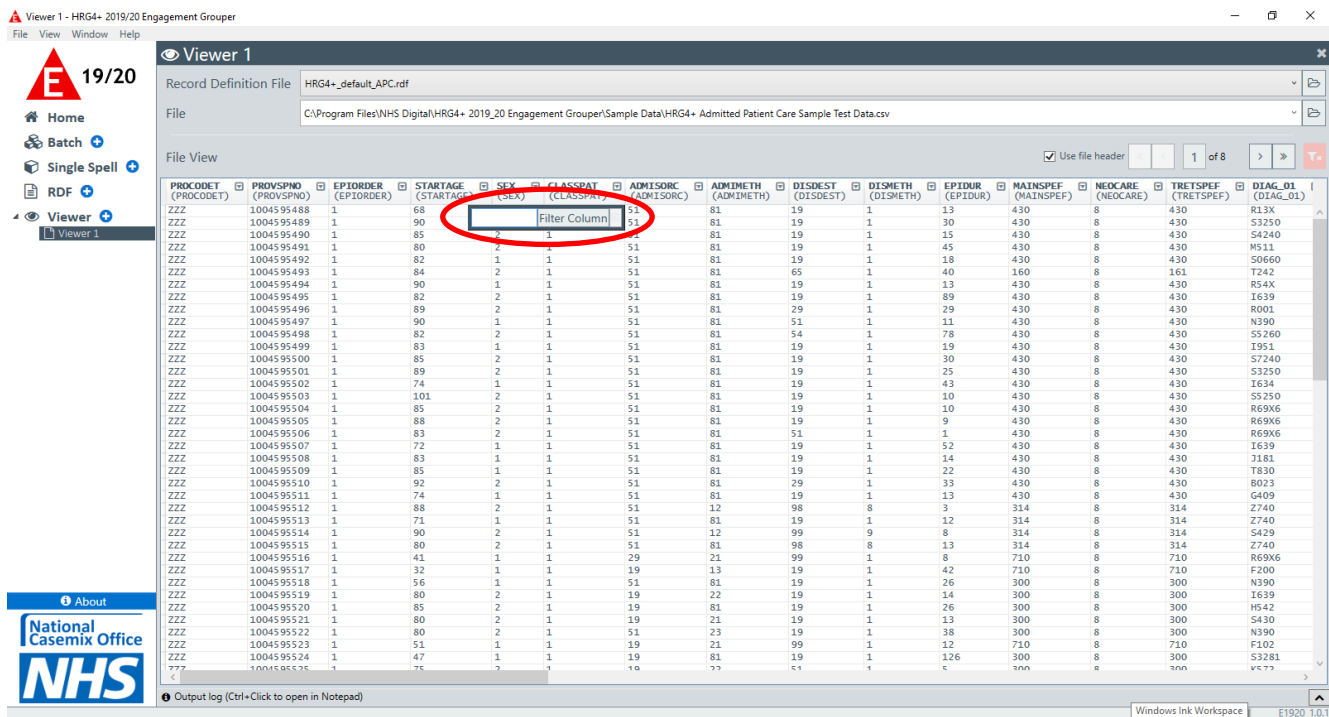 Viewer 1 - HRG4+ 2019/20 Engagement Grouper
File View Window Help
E 19/20
Home
Batch
Single Spell
RDF
Viewer
Viewer 1
About
National
Casemix Office
NHS
Viewer 1
Record Definition File HRG4+_default_APC.rdf
File C:\Program Files\NHS Digital\HRG4+ 2019_20 Engagement Grouper\Sample Data\HRG4+ Admitted Patient Care Sample Test Data.csv
File View Use file header 1 of 8
PROCODET PROVSPNO EPIORDER STARTAGE SEX CLASSPAT ADMISORC ADMIMETH DISDEST DISMETH EPIDUR MAINSPEF NEOCARE TRETSPEF DIAG_01
(PROCODET) (PROVSPNO) (EPIORDER) (STARTAGE) (SEX) (CLASSPAT) (ADMISORC) (ADMIMETH) (DISDEST) (DISMETH) (EPIDUR) (MAINSPEF) (NEOCARE) (TRETSPEF) (DIAG_01)
Filter Column
ZZZ 1004595488 1 68 51 81 19 1 13 430 8 430 R13X
ZZZ 1004595489 1 90 51 81 19 1 30 430 8 430 S3250
ZZZ 1004595490 1 85 2 1 51 81 19 1 15 430 8 430 S4240
ZZZ 1004595491 1 80 2 1 51 81 19 1 45 430 8 430 M511
ZZZ 1004595492 1 82 1 1 51 81 19 1 18 430 8 430 S0660
ZZZ 1004595493 1 84 2 1 51 81 65 1 40 160 8 161 T242
ZZZ 1004595494 1 90 1 1 51 81 19 1 13 430 8 430 R54X
ZZZ 1004595495 1 82 2 1 51 81 19 1 89 430 8 430 I639
ZZZ 1004595496 1 89 2 1 51 81 29 1 29 430 8 430 R001
ZZZ 1004595497 1 90 1 1 51 81 51 1 11 430 8 430 N390
ZZZ 1004595498 1 82 2 1 51 81 54 1 78 430 8 430 S5260
ZZZ 1004595499 1 83 1 1 51 81 19 1 19 430 8 430 I951
ZZZ 1004595500 1 85 2 1 51 81 19 1 30 430 8 430 S7240
ZZZ 1004595501 1 89 2 1 51 81 19 1 25 430 8 430 S3250
ZZZ 1004595502 1 74 1 1 51 81 19 1 43 430 8 430 I634
ZZZ 1004595503 1 101 2 1 51 81 19 1 10 430 8 430 S5250
ZZZ 1004595504 1 85 2 1 51 81 19 1 10 430 8 430 R69X6
ZZZ 1004595505 1 88 2 1 51 81 19 1 9 430 8 430 R69X6
ZZZ 1004595506 1 83 2 1 51 81 51 1 1 430 8 430 R69X6
ZZZ 1004595507 1 72 1 1 51 81 19 1 52 430 8 430 I639
ZZZ 1004595508 1 83 1 1 51 81 19 1 14 430 8 430 J181
ZZZ 1004595509 1 85 1 1 51 81 19 1 22 430 8 430 T830
ZZZ 1004595510 1 92 2 1 51 81 29 1 33 430 8 430 B023
ZZZ 1004595511 1 74 1 1 51 81 19 1 13 430 8 430 G409
ZZZ 1004595512 1 88 2 1 51 12 98 8 3 314 8 314 Z740
ZZZ 1004595513 1 71 1 1 51 81 19 1 12 314 8 314 Z740
ZZZ 1004595514 1 90 2 1 51 12 99 9 8 314 8 314 S429
ZZZ 1004595515 1 80 2 1 51 81 98 8 13 314 8 314 Z740
ZZZ 1004595516 1 41 1 1 29 21 99 1 8 710 8 710 R69X6
ZZZ 1004595517 1 32 1 1 19 13 19 1 42 710 8 710 F200
ZZZ 1004595518 1 56 1 1 51 81 19 1 26 300 8 300 N390
ZZZ 1004595519 1 80 2 1 19 22 19 1 14 300 8 300 I639
ZZZ 1004595520 1 85 2 1 19 81 19 1 26 300 8 300 H542
ZZZ 1004595521 1 80 2 1 19 21 19 1 13 300 8 300 S430
ZZZ 1004595522 1 80 2 1 51 23 19 1 38 300 8 300 N390
ZZZ 1004595523 1 51 1 1 19 21 99 1 12 710 8 710 F102
ZZZ 1004595524 1 47 1 1 19 81 19 1 126 300 8 300 S3281
ZZZ 1004595525 1 75 2 1 19 22 51 1 5 300 8 300 K572
Output log (Ctrl+Click to open in Notepad)
Windows Ink Workspace E1920 1.0.1